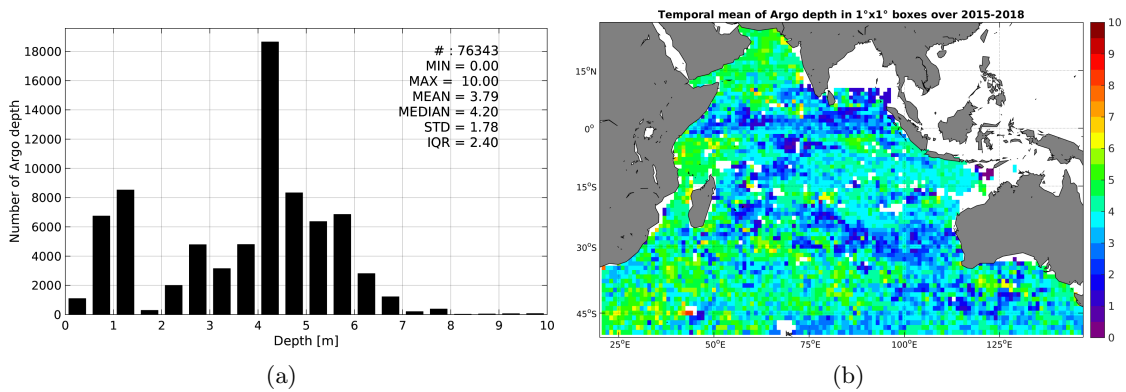 # : 76343
MIN = 0.00
MAX = 10.00
MEAN = 3.79
MEDIAN = 4.20
STD = 1.78
IQR = 2.40
Number of Argo depth
18000
16000
14000
12000
10000
8000
6000
4000
2000
0
0 1 2 3 4 5 6 7 8 9 10
Depth [m]
(a)
Temporal mean of Argo depth in 1°x1° boxes over 2015-2018
15°N
0°
15°S
30°S
45°S
25°E 50°E 75°E 100°E 125°E
10
9
8
7
6
5
4
3
2
1
0
(b)